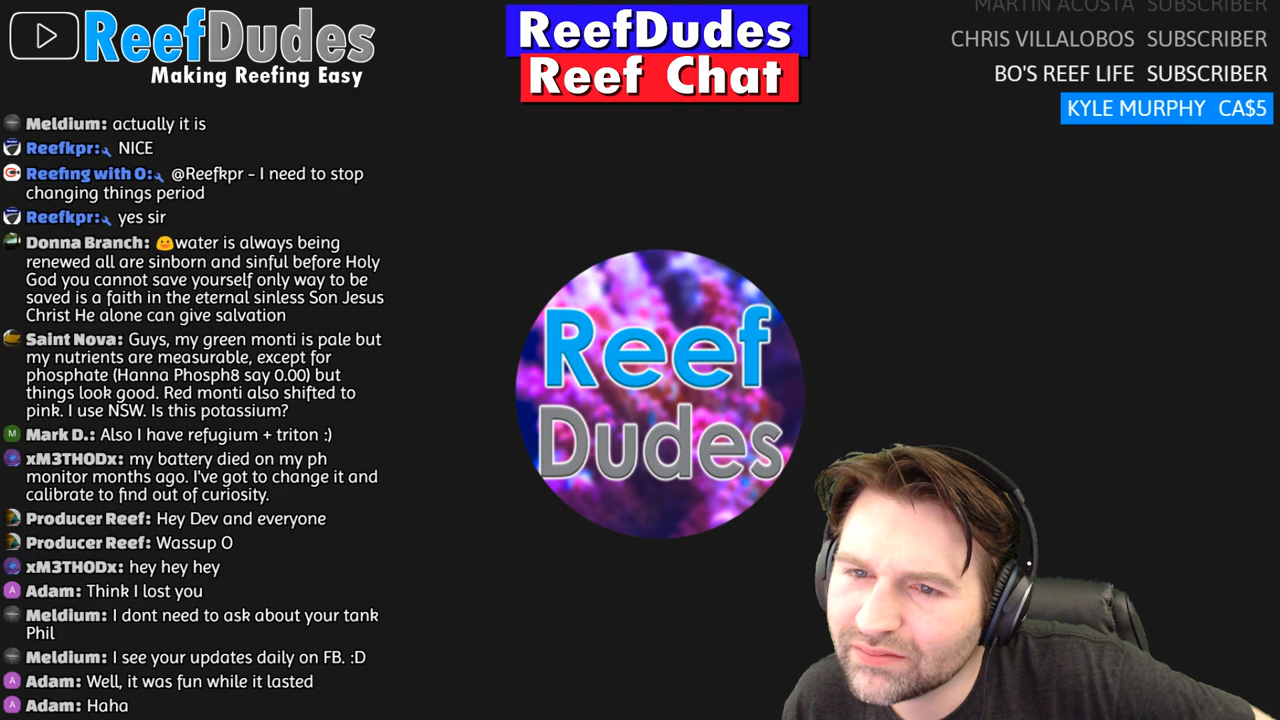 ReefDudes
Making Reefing Easy
ReefDudes
Reef Chat
MARTIN ACOSTA SUBSCRIBER
CHRIS VILLALOBOS SUBSCRIBER
BO'S REEF LIFE SUBSCRIBER
KYLE MURPHY CA$5
Meldium: actually it is
Reefkpr: NICE
Reefing with O: @Reefkpr - I need to stop
changing things period
Reefkpr: yes sir
Donna Branch: water is always being
renewed all are sinborn and sinful before Holy
God you cannot save yourself only way to be
saved is a faith in the eternal sinless Son Jesus
Christ He alone can give salvation
Saint Nova: Guys, my green monti is pale but
my nutrients are measurable, except for
phosphate (Hanna Phosph8 say 0.00) but
things look good. Red monti also shifted to
pink. I use NSW. Is this potassium?
M Mark D.: Also I have refugium + triton :)
xM3THODx: my battery died on my ph
monitor months ago. I've got to change it and
calibrate to find out of curiosity.
Producer Reef: Hey Dev and everyone
Producer Reef: Wassup O
xM3THODx: hey hey hey
A Adam: Think I lost you
Meldium: I dont need to ask about your tank
Phil
Meldium: I see your updates daily on FB. :D
A Adam: Well, it was fun while it lasted
A Adam: Haha
Reef
Dudes